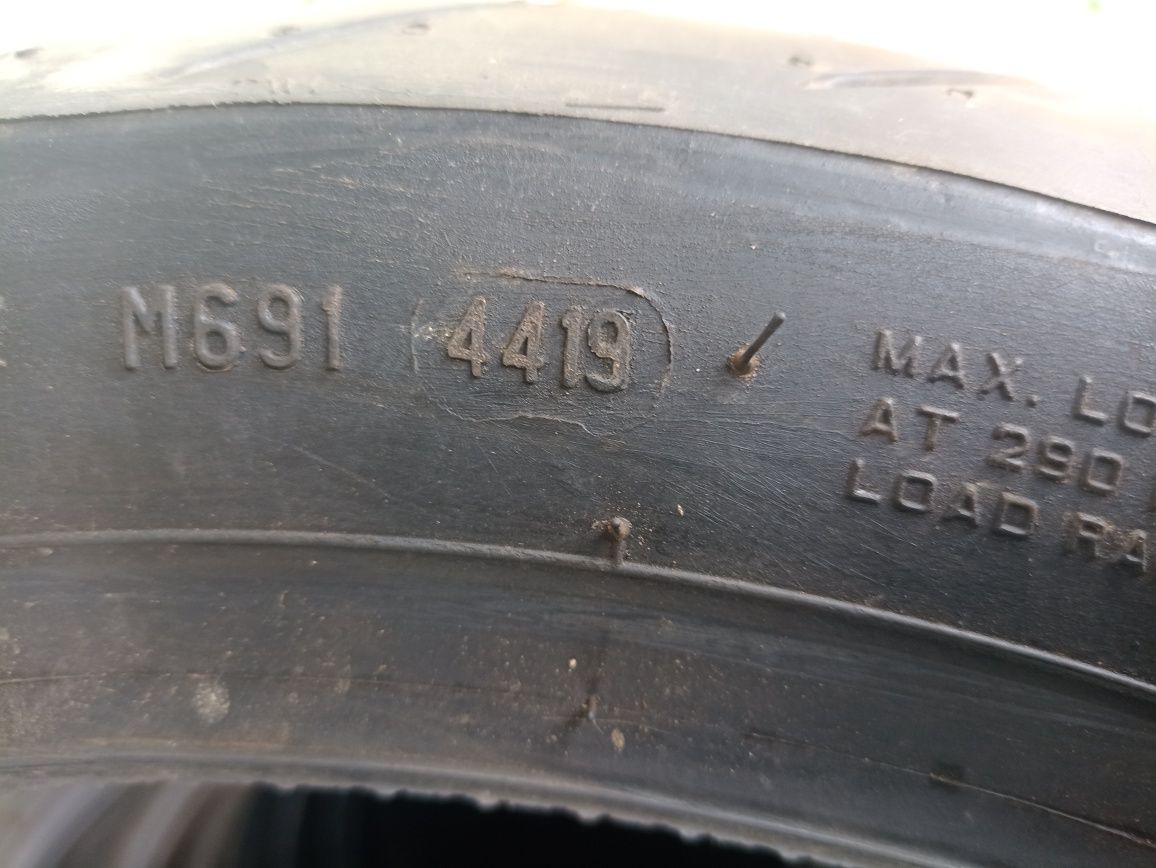 M691 4419
MAX. LO
AT 290
LOAD RA